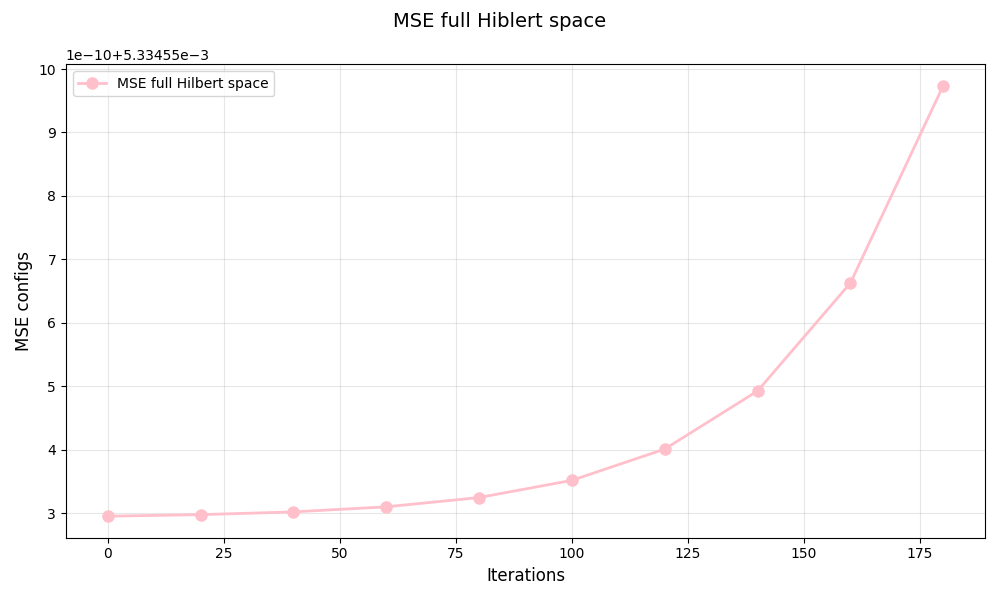 MSE full Hiblert space
1e−10+5.33455e−3
MSE full Hilbert space
10
9
8
7
6
5
4
3
MSE configs
0 25 50 75 100 125 150 175
Iterations